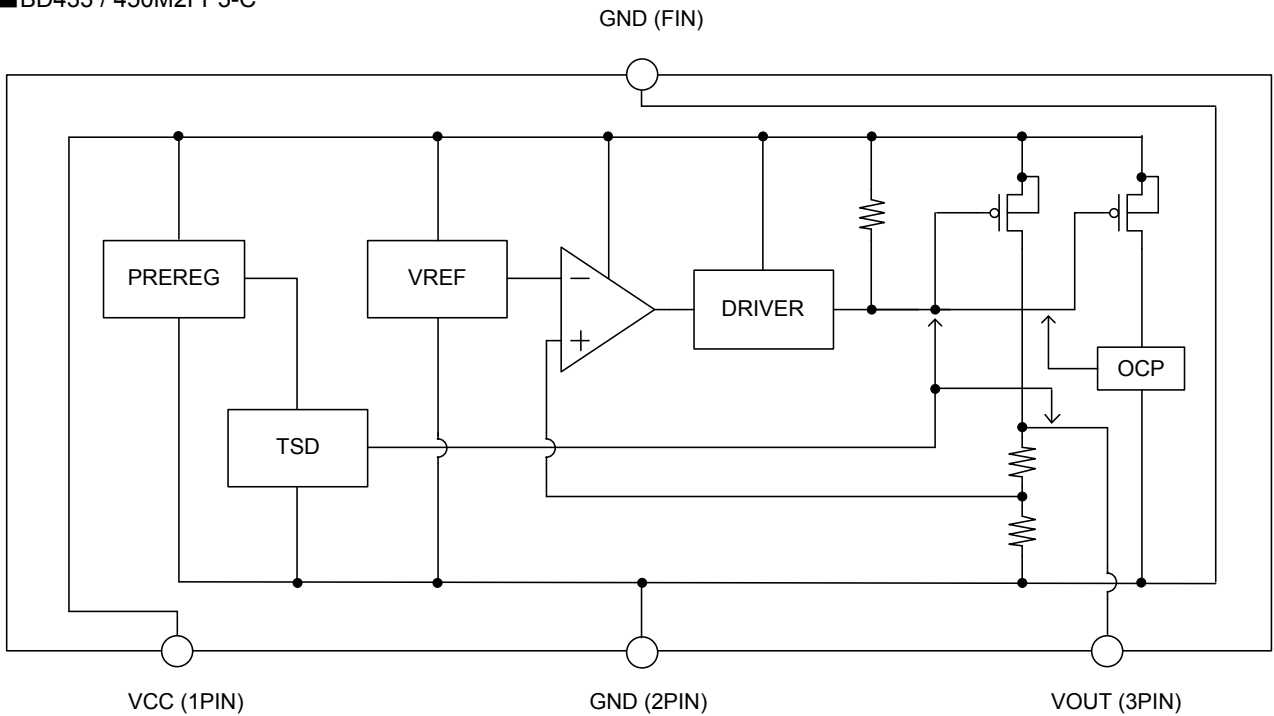 GND (FIN)
PREREG
VREF
−
+
DRIVER
OCP
TSD
VCC (1PIN)
GND (2PIN)
VOUT (3PIN)